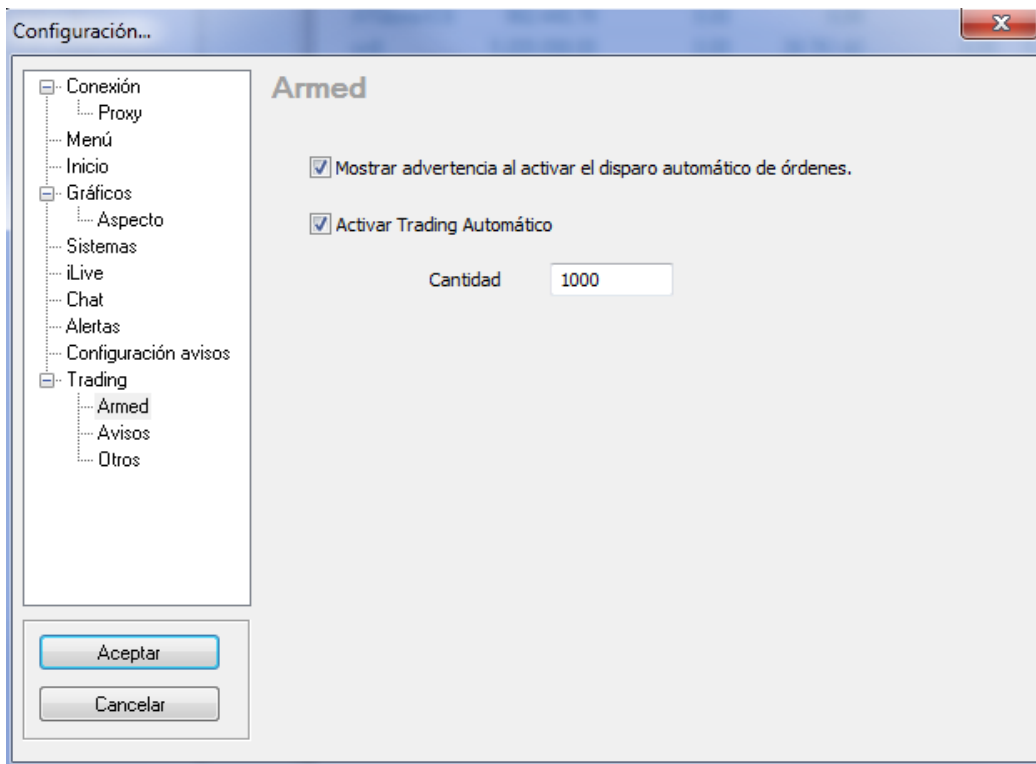 Configuración...
Conexión
Proxy
Menú
Inicio
Gráficos
Aspecto
Sistemas
iLive
Chat
Alertas
Configuración avisos
Trading
Armed
Avisos
Otros
Aceptar
Cancelar
Armed
Mostrar advertencia al activar el disparo automático de órdenes.
Activar Trading Automático
Cantidad 1000